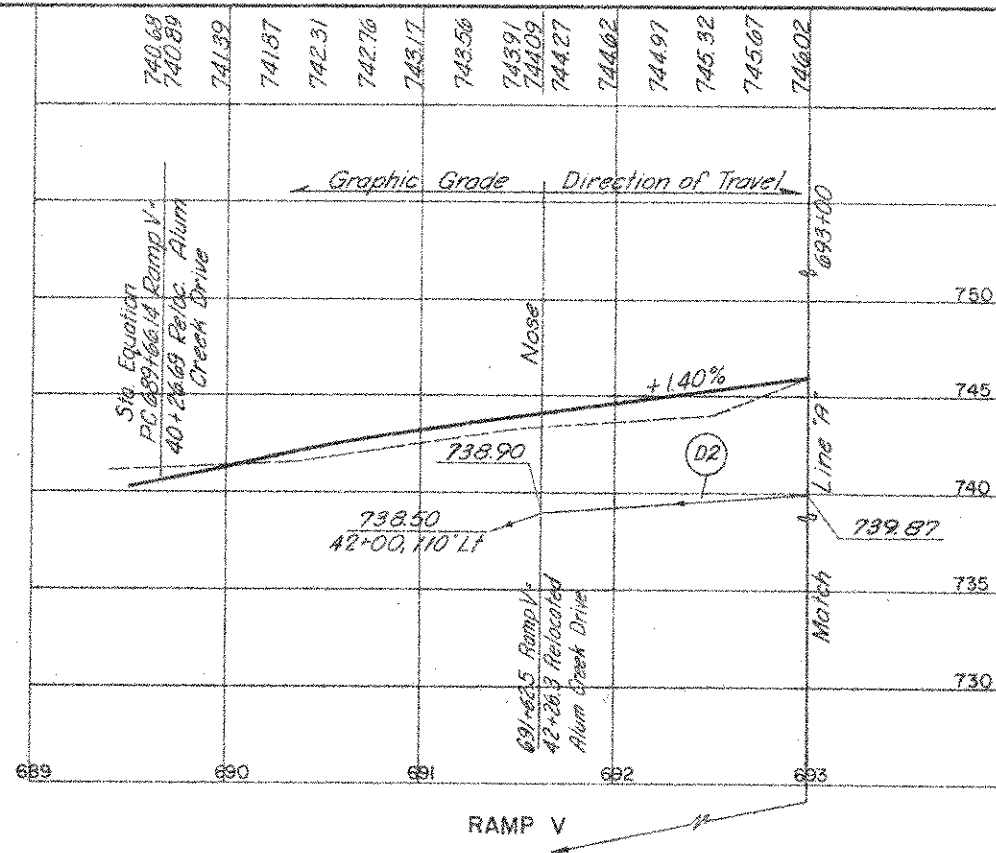 740.68
740.89
741.39
741.87
742.31
742.76
743.17
743.56
743.91
744.09
744.27
744.62
744.97
745.32
745.67
746.02
Graphic Grade
Direction of Travel
Sta. Equation
PC 689+66.14 Ramp V=
40+26.69 Reloc. Alum
Creek Drive
Nose
693+00
750
+1.40%
745
738.90
D2
740
738.50
42+00, 110' Lt
739.87
Match Line "A"
735
691+62.5 Ramp V=
42+26.3 Relocated
Alum Creek Drive
730
689
690
691
692
693
RAMP V